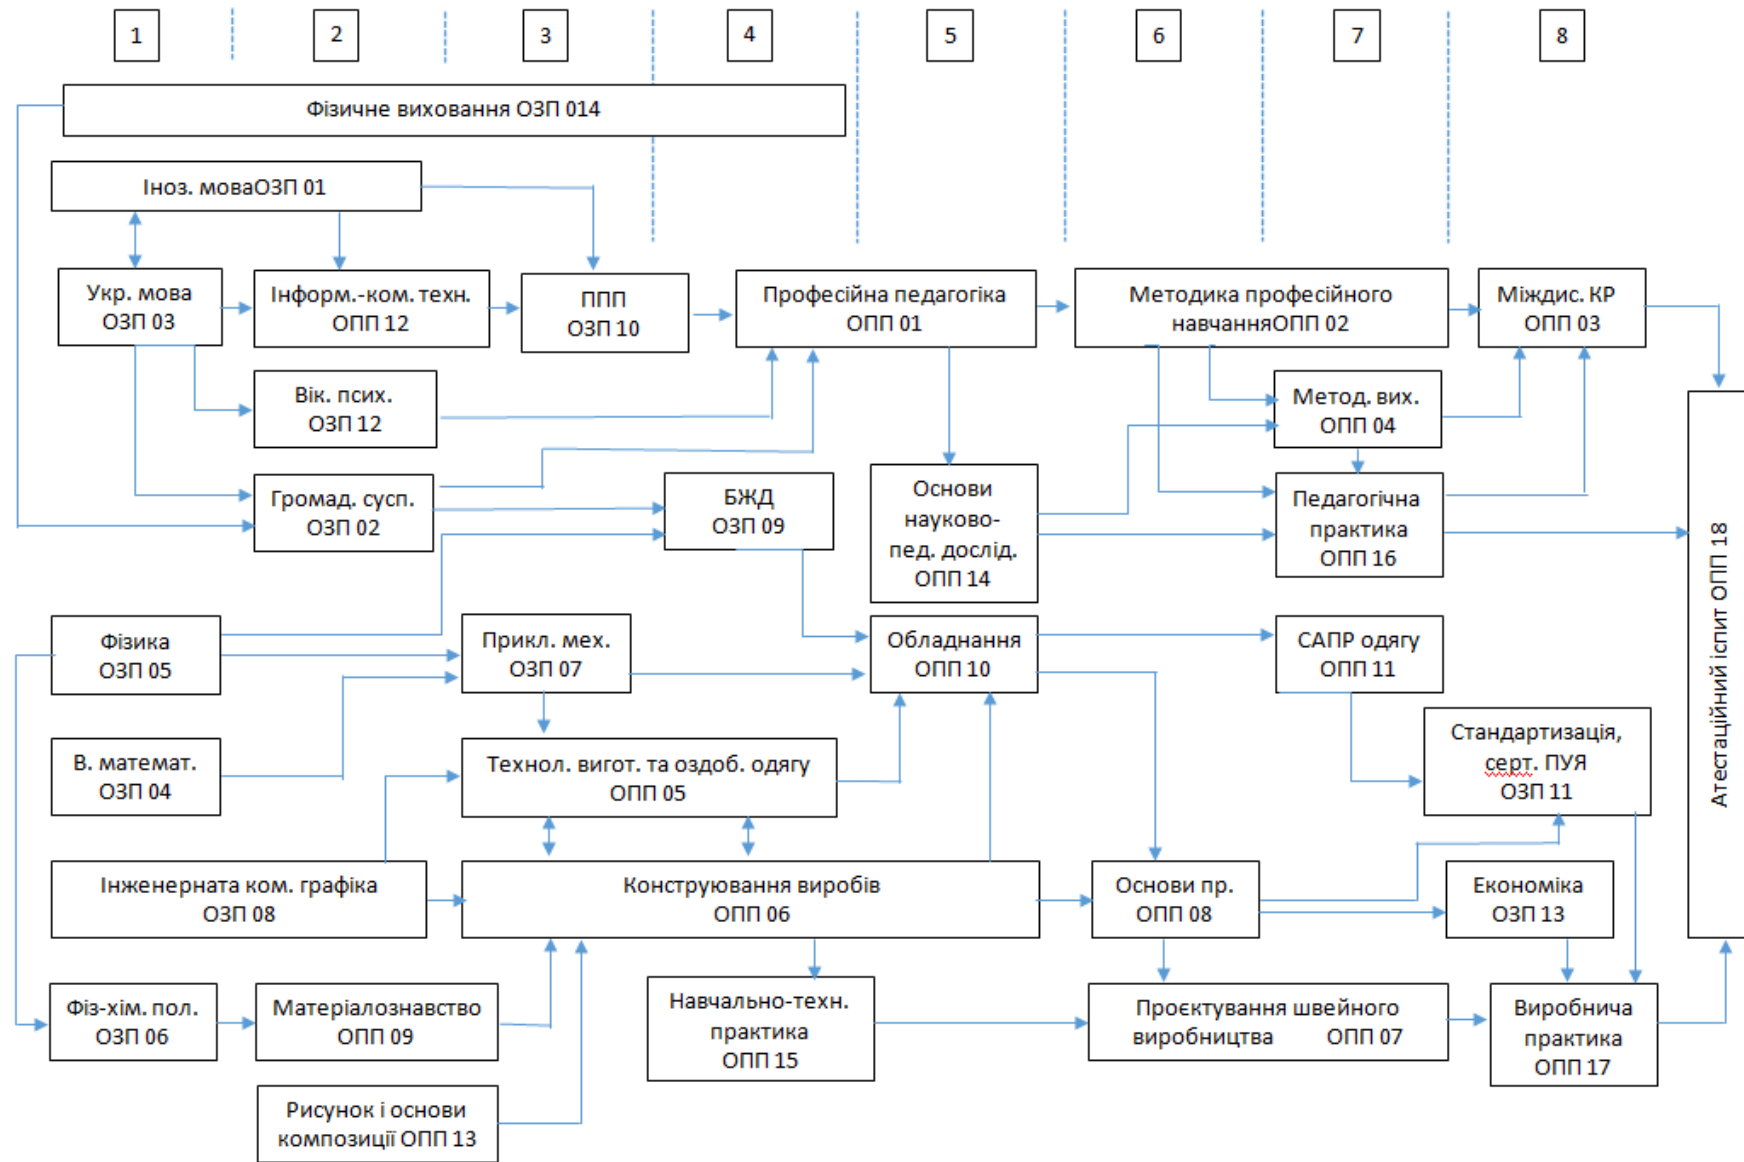 1
2
3
4
5
6
7
8
Фізичне виховання ОЗП 014
Іноз. моваОЗП 01
Укр. мова
ОЗП 03
Інформ.-ком. техн.
ОПП 12
ППП
ОЗП 10
Професійна педагогіка
ОПП 01
Методика професійного
навчанняОПП 02
Міждис. КР
ОПП 03
Вік. псих.
ОЗП 12
Метод. вих.
ОПП 04
Громад. сусп.
ОЗП 02
БЖД
ОЗП 09
Основи
науково-
пед. дослід.
ОПП 14
Педагогічна
практика
ОПП 16
Атестаційний іспит ОПП 18
Фізика
ОЗП 05
Прикл. мех.
ОЗП 07
Обладнання
ОПП 10
САПР одягу
ОПП 11
В. математ.
ОЗП 04
Технол. вигот. та оздоб. одягу
ОПП 05
Стандартизація,
серт. ПУЯ
ОЗП 11
Інженерната ком. графіка
ОЗП 08
Конструювання виробів
ОПП 06
Основи пр.
ОПП 08
Економіка
ОЗП 13
Фіз-хім. пол.
ОЗП 06
Матеріалознавство
ОПП 09
Навчально-техн.
практика
ОПП 15
Проєктування швейного
виробництва ОПП 07
Виробнича
практика
ОПП 17
Рисунок і основи
композиції ОПП 13